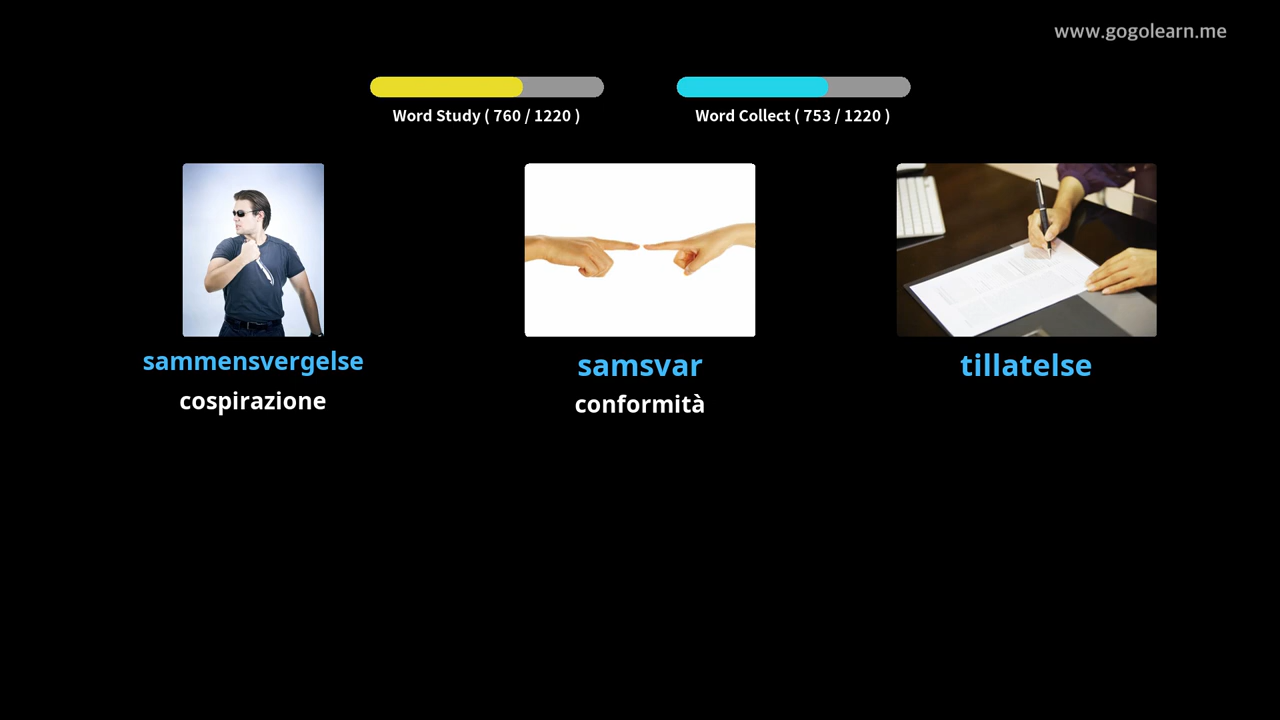 www.gogolearn.me
Word Study ( 760 / 1220 )
Word Collect ( 753 / 1220 )
sammensvergelse
samsvar
tillatelse
cospirazione
conformità